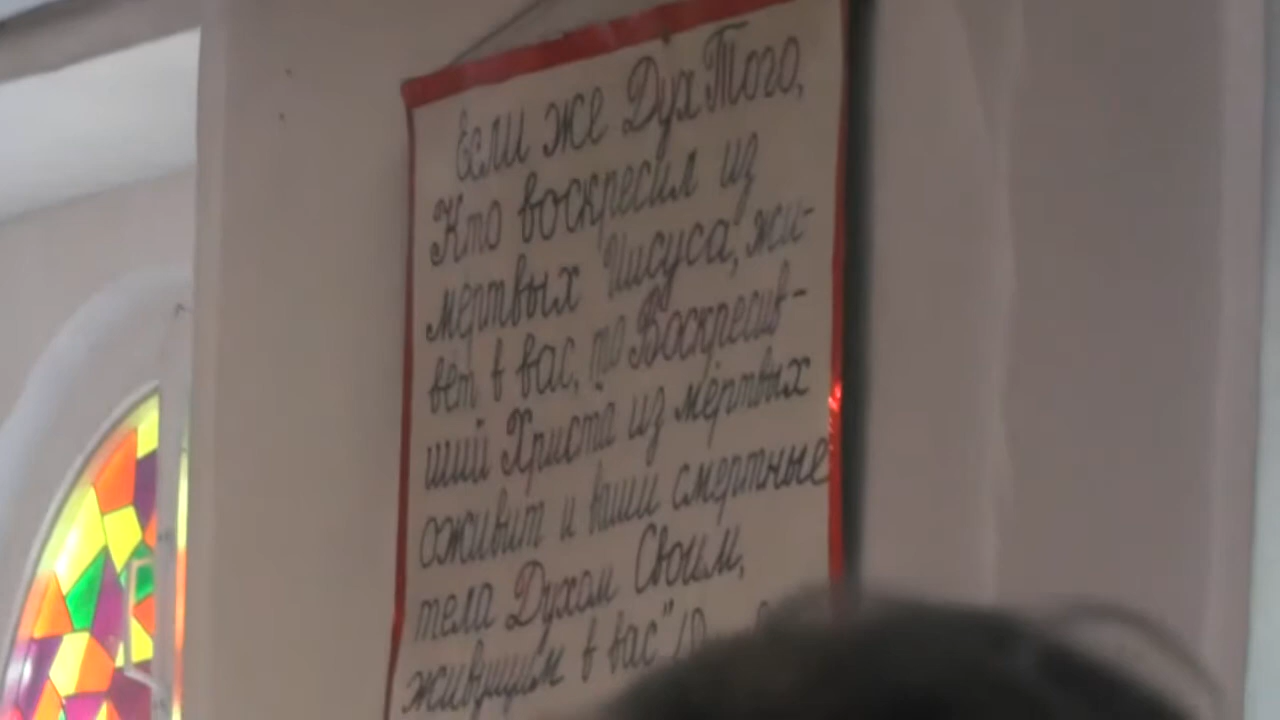 Если же Дух Того,
Кто воскресил из
мертвых Иисуса, жи-
вет в вас, то Воскресив-
ший Христа из мёртвых
оживит и ваши смертные
тела Духом Своим,
живущим в вас"